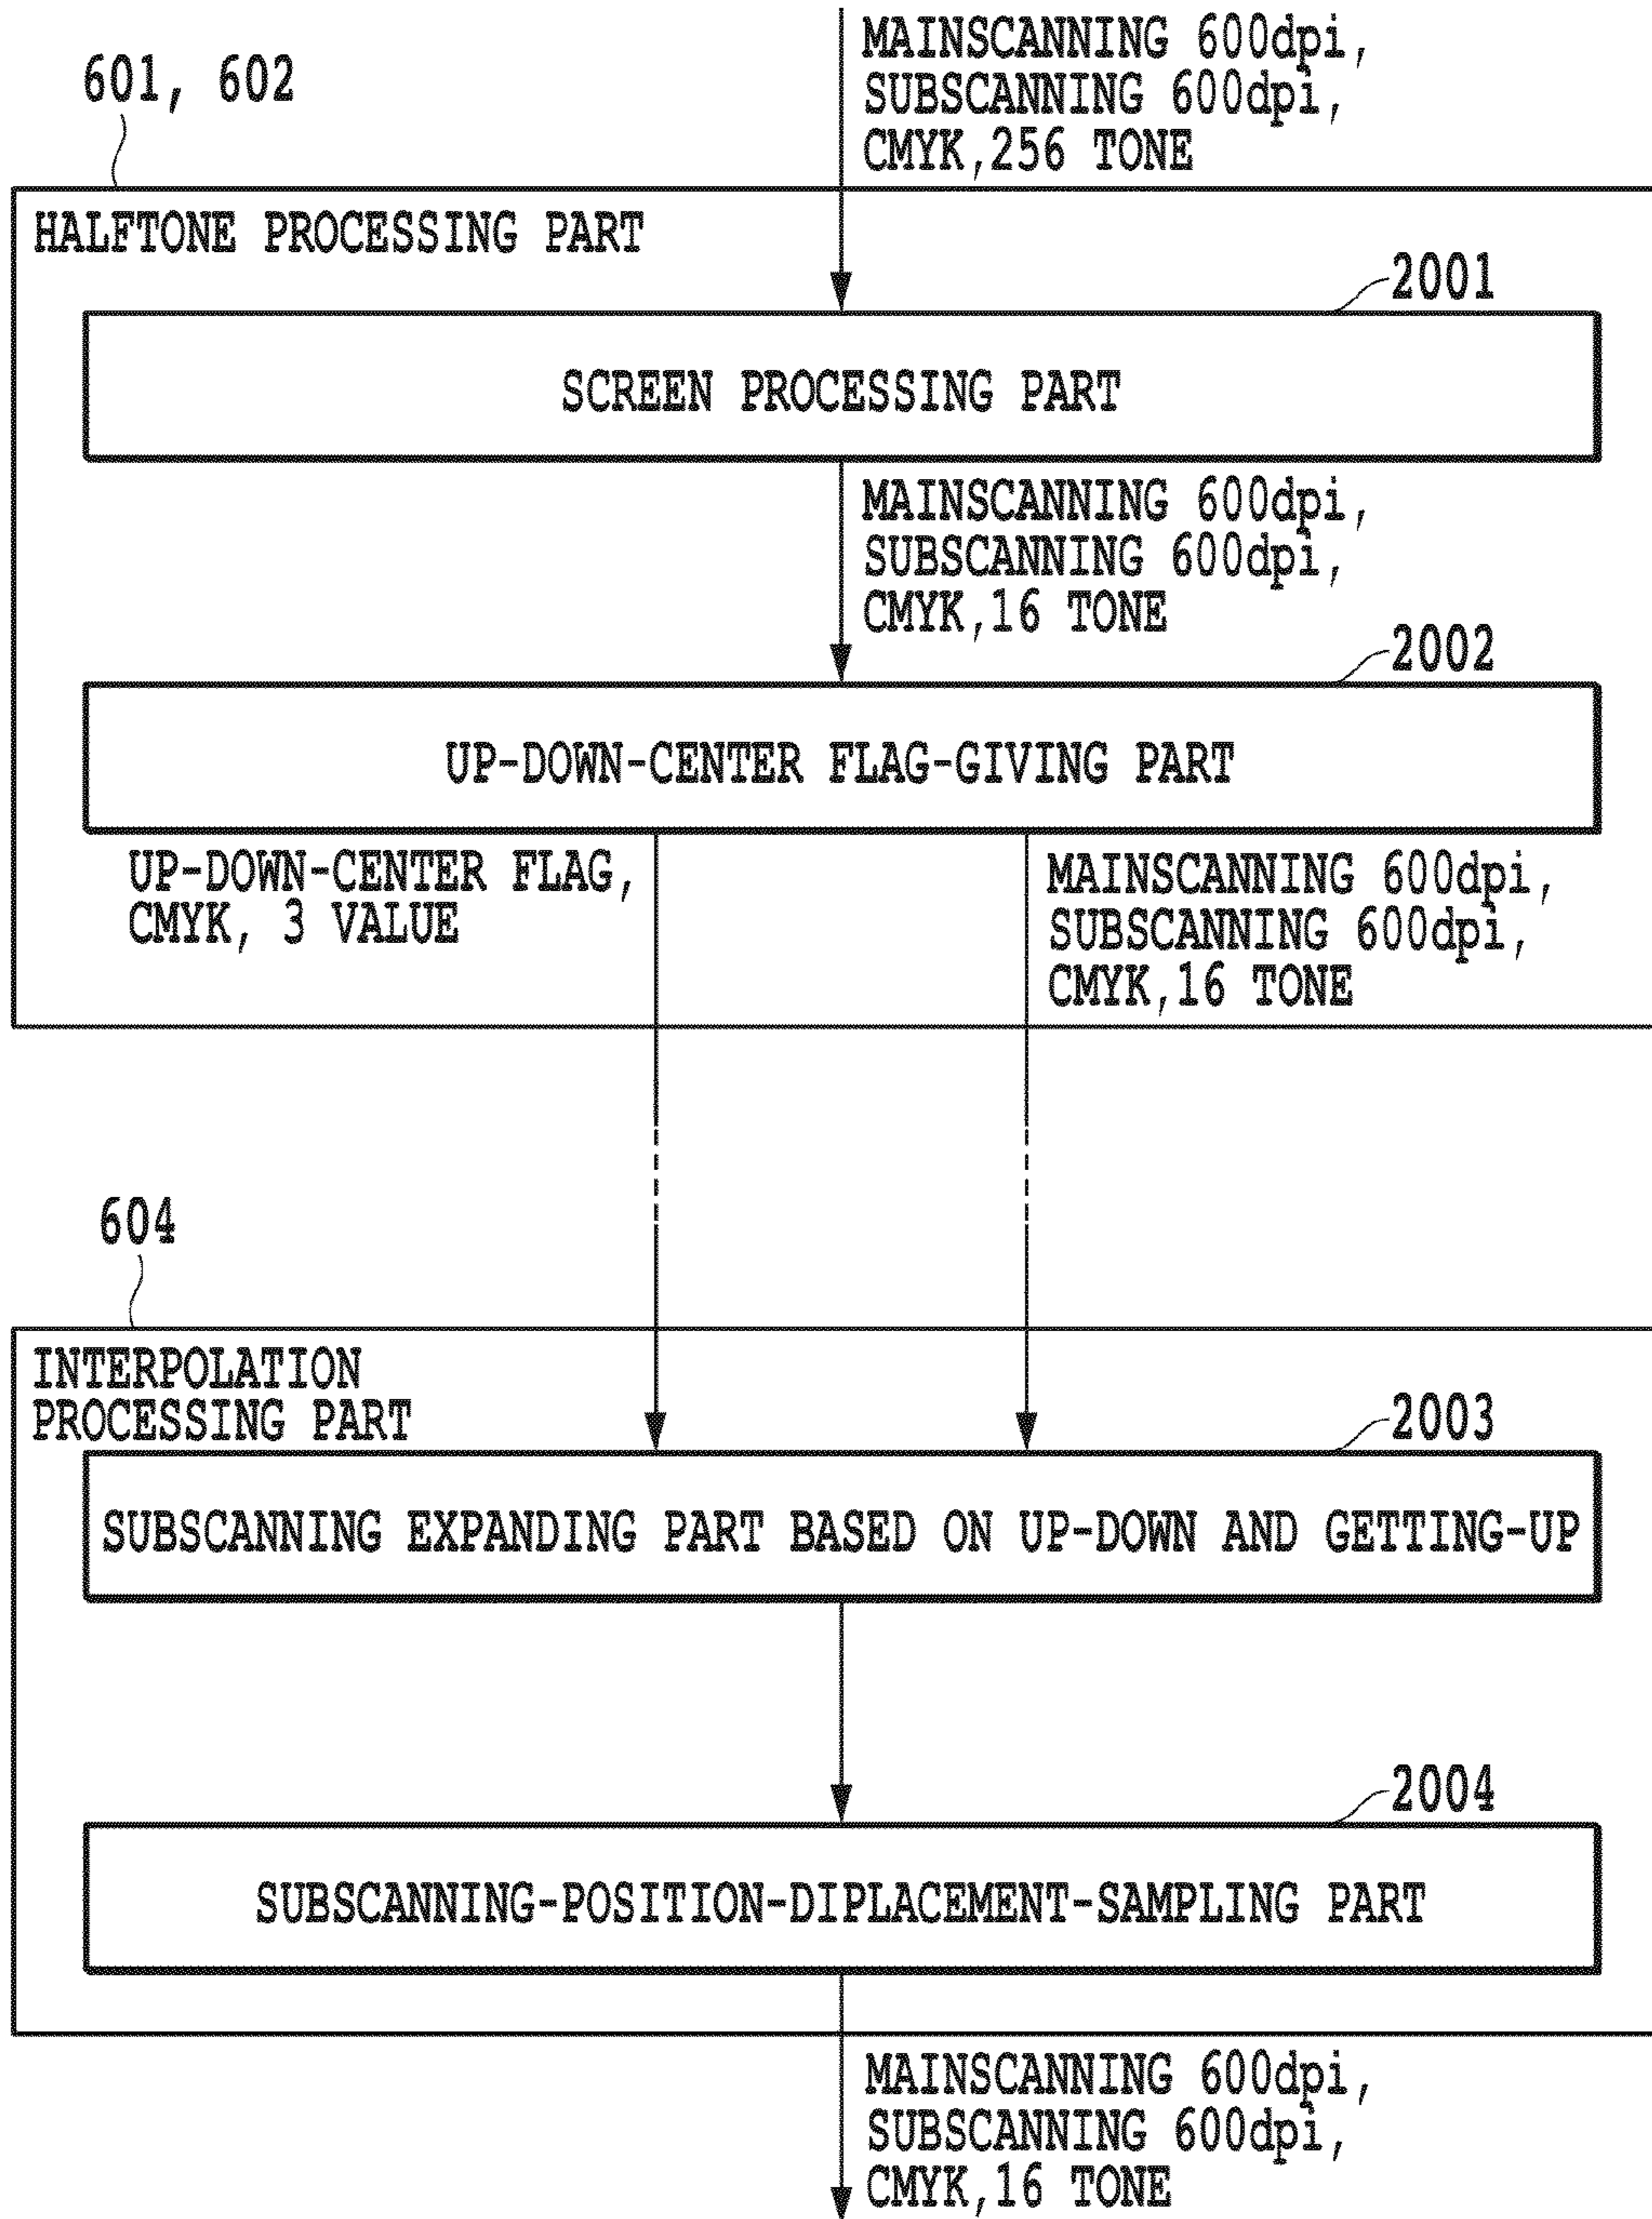 MAINSCANNING 600dpi,
SUBSCANNING 600dpi,
CMYK,256 TONE
601, 602
HALFTONE PROCESSING PART
2001
SCREEN PROCESSING PART
MAINSCANNING 600dpi,
SUBSCANNING 600dpi,
CMYK,16 TONE
2002
UP-DOWN-CENTER FLAG-GIVING PART
UP-DOWN-CENTER FLAG,
CMYK, 3 VALUE
MAINSCANNING 600dpi,
SUBSCANNING 600dpi,
CMYK,16 TONE
604
INTERPOLATION
PROCESSING PART
2003
SUBSCANNING EXPANDING PART BASED ON UP-DOWN AND GETTING-UP
2004
SUBSCANNING-POSITION-DIPLACEMENT-SAMPLING PART
MAINSCANNING 600dpi,
SUBSCANNING 600dpi,
CMYK,16 TONE